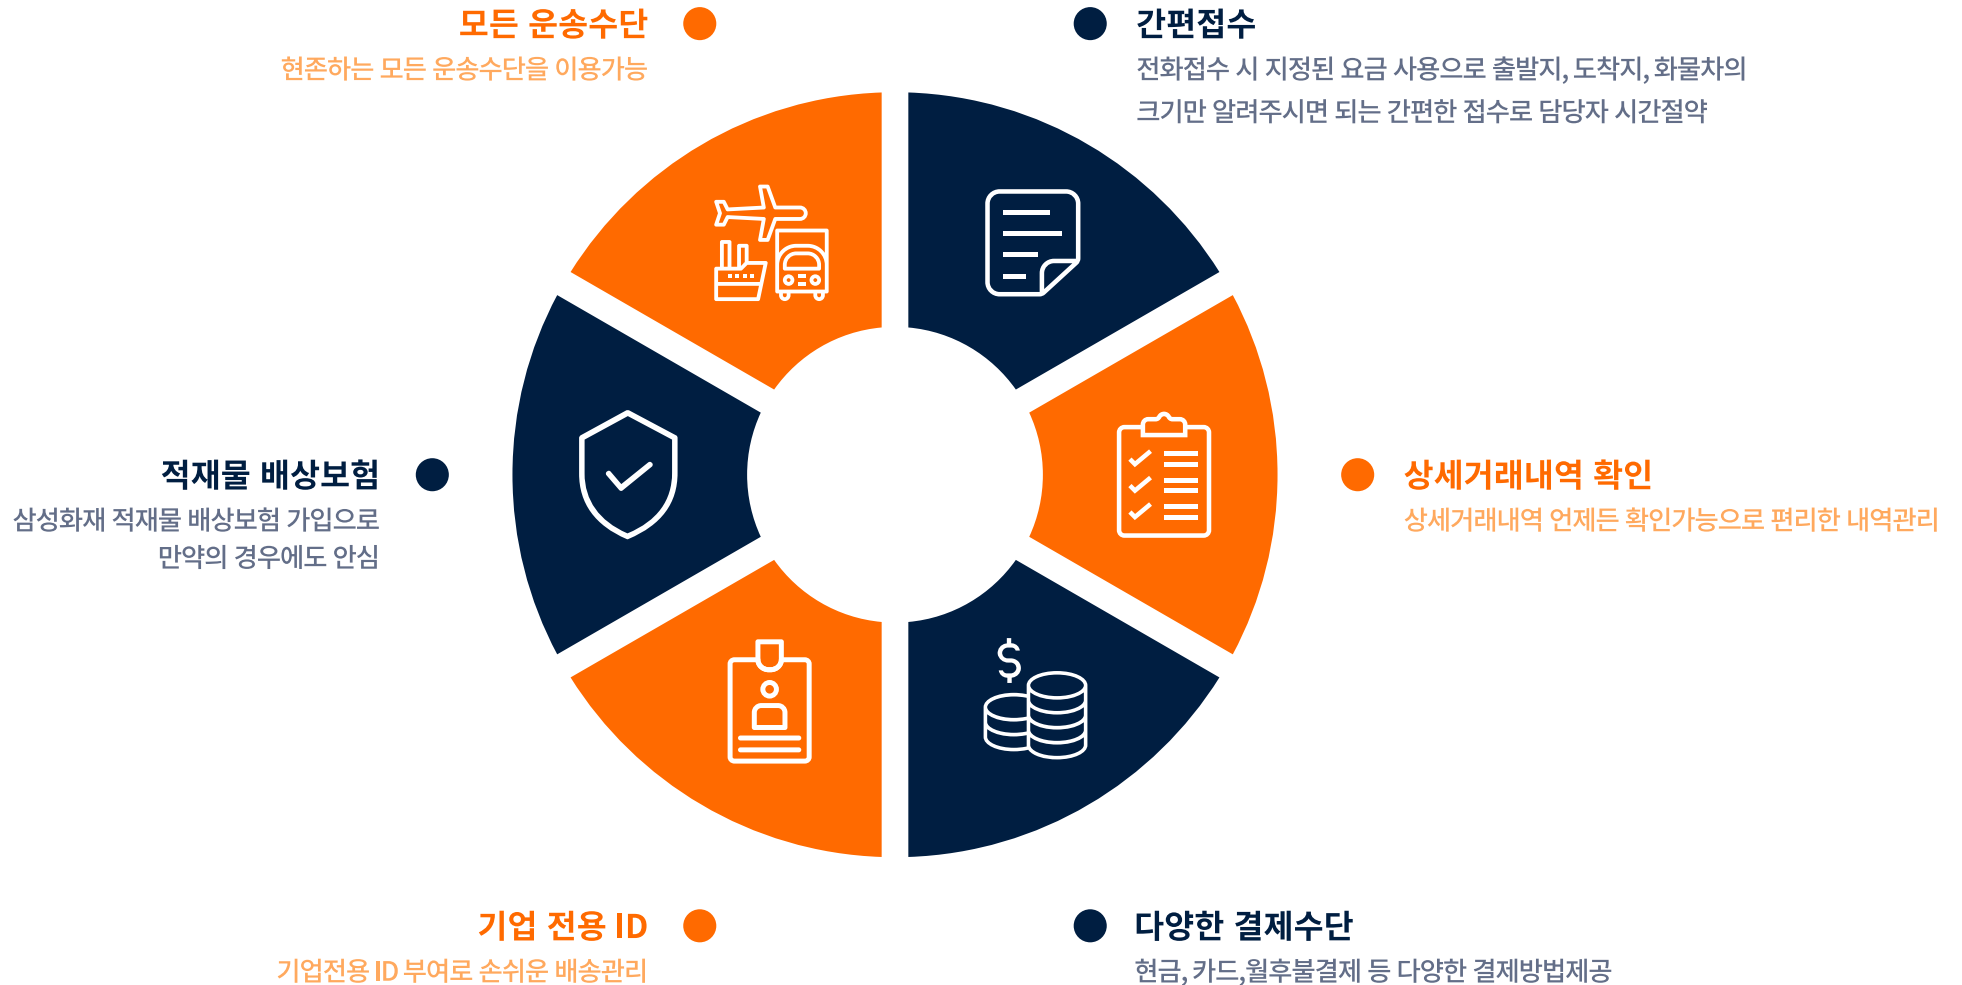 모든 운송수단
현존하는 모든 운송수단을 이용가능
간편접수
전화접수 시 지정된 요금 사용으로 출발지, 도착지, 화물차의
크기만 알려주시면 되는 간편한 접수로 담당자 시간절약
적재물 배상보험
삼성화재 적재물 배상보험 가입으로
만약의 경우에도 안심
상세거래내역 확인
상세거래내역 언제든 확인가능으로 편리한 내역관리
기업 전용 ID
기업전용 ID 부여로 손쉬운 배송관리
다양한 결제수단
현금, 카드,월후불결제 등 다양한 결제방법제공
$